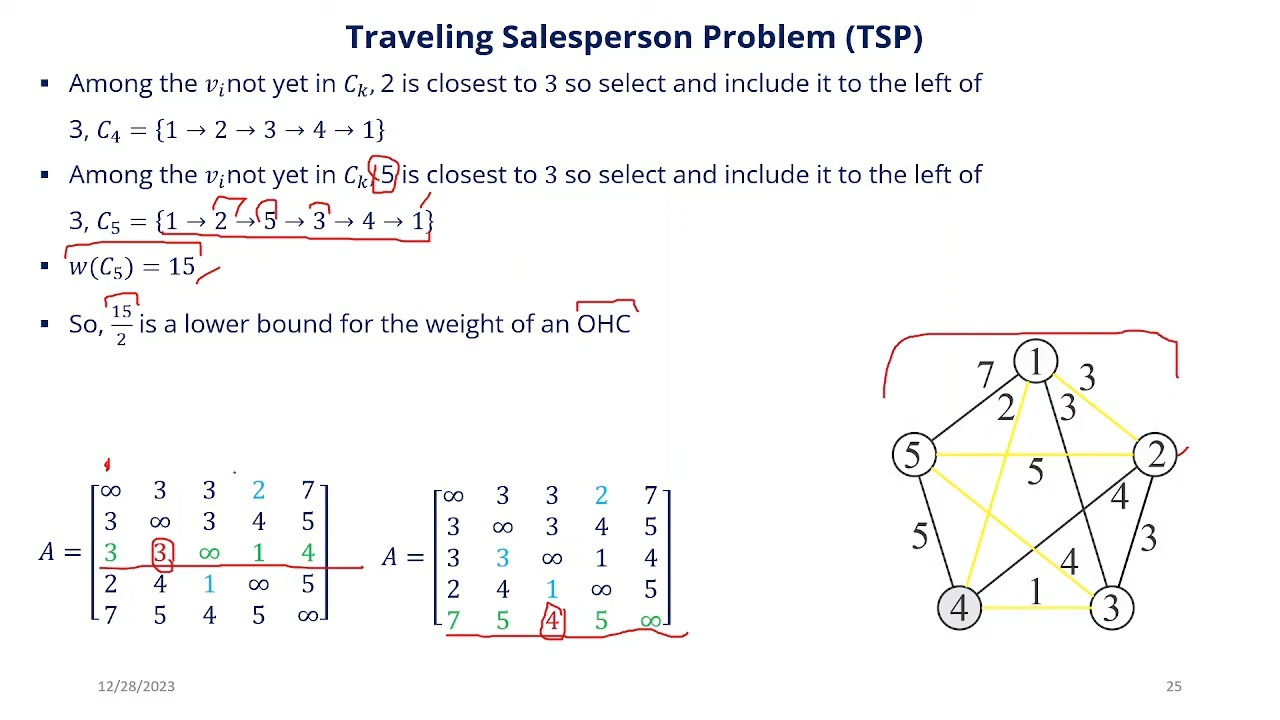 Traveling Salesperson Problem (TSP)
▪ Among the 𝑣ᵢnot yet in 𝐶ₖ, 2 is closest to 3 so select and include it to the left of
3, 𝐶₄ = {1 → 2 → 3 → 4 → 1}
▪ Among the 𝑣ᵢnot yet in 𝐶ₖ, 5 is closest to 3 so select and include it to the left of
3, 𝐶₅ = {1 → 2 → 5 → 3 → 4 → 1}
▪ 𝑤(𝐶₅) = 15
▪ So, 15/2 is a lower bound for the weight of an OHC
𝐴 =
∞ 3 3 2 7
3 ∞ 3 4 5
3 3 ∞ 1 4
2 4 1 ∞ 5
7 5 4 5 ∞
𝐴 =
∞ 3 3 2 7
3 ∞ 3 4 5
3 3 ∞ 1 4
2 4 1 ∞ 5
7 5 4 5 ∞
1
7 3
2 3
5 2
5
4
5 3
4
4 1 3
12/28/2023
25